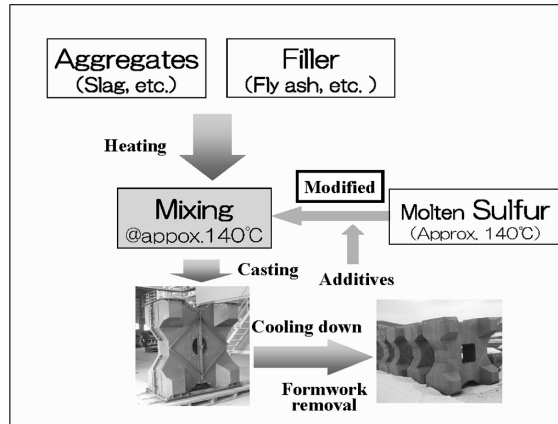 Aggregates
(Slag, etc.)
Filler
(Fly ash, etc. )
Heating
Modified
Mixing
@appox.140℃
Molten Sulfur
(Approx. 140℃)
Casting
Additives
Cooling down
Formwork
removal